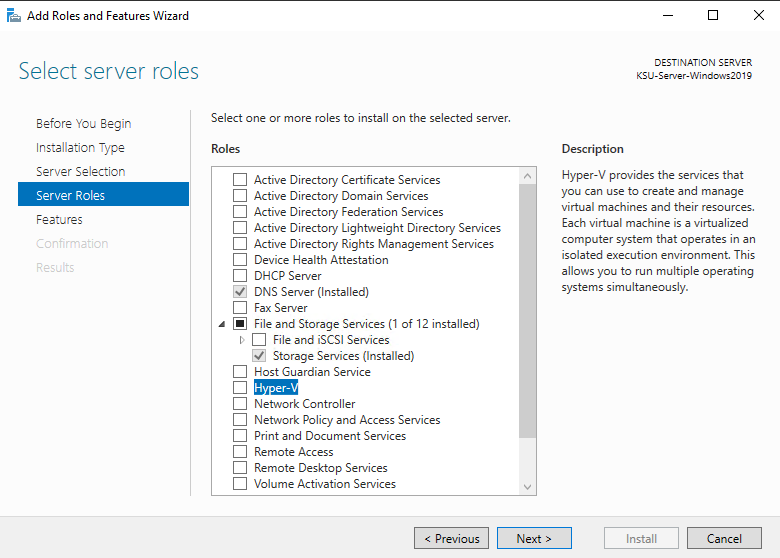 Add Roles and Features Wizard
Select server roles
DESTINATION SERVER
KSU-Server-Windows2019
Before You Begin
Installation Type
Server Selection
Server Roles
Features
Confirmation
Results
Select one or more roles to install on the selected server.
Roles
Active Directory Certificate Services
Active Directory Domain Services
Active Directory Federation Services
Active Directory Lightweight Directory Services
Active Directory Rights Management Services
Device Health Attestation
DHCP Server
DNS Server (Installed)
Fax Server
File and Storage Services (1 of 12 installed)
File and iSCSI Services
Storage Services (Installed)
Host Guardian Service
Hyper-V
Network Controller
Network Policy and Access Services
Print and Document Services
Remote Access
Remote Desktop Services
Volume Activation Services
Description
Hyper-V provides the services that
you can use to create and manage
virtual machines and their resources.
Each virtual machine is a virtualized
computer system that operates in an
isolated execution environment. This
allows you to run multiple operating
systems simultaneously.
< Previous
Next >
Install
Cancel